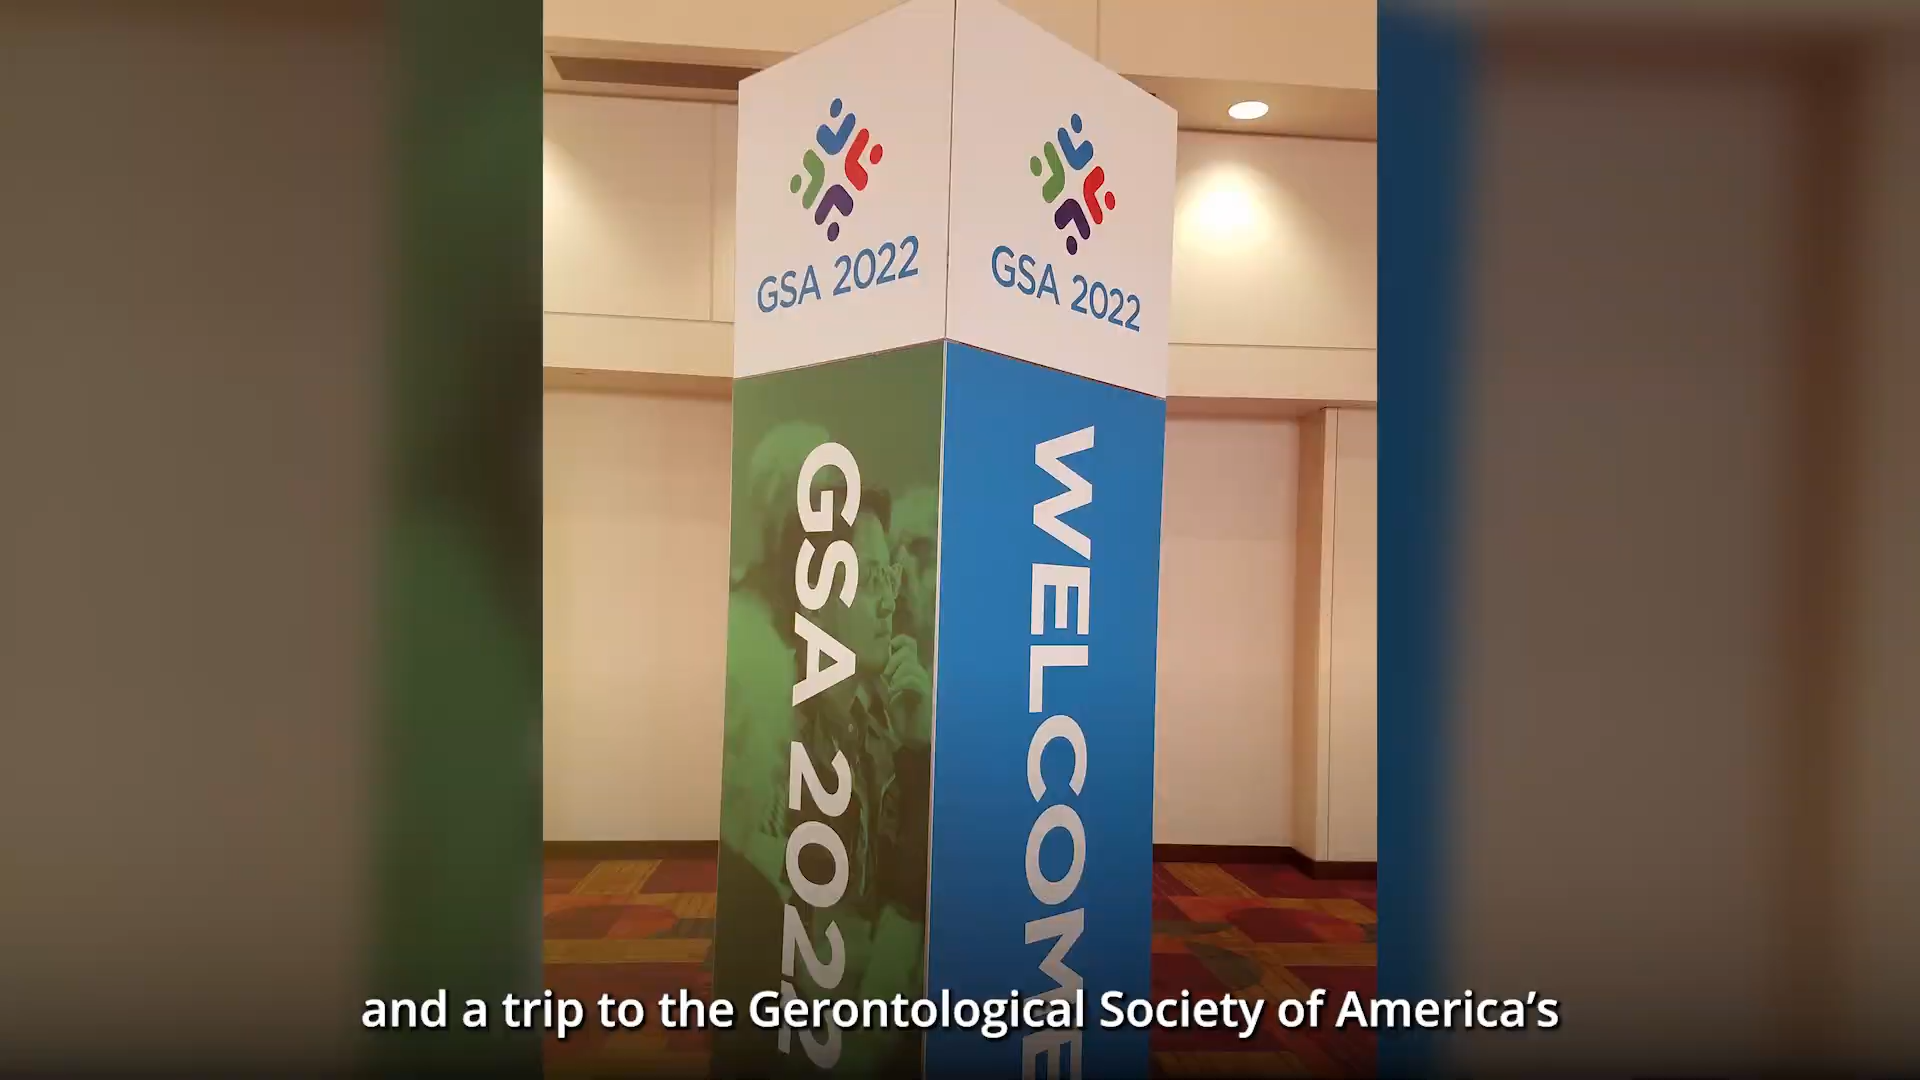 GSA 2022
GSA 2022
GSA 2022
WELCOME
and a trip to the Gerontological Society of America’s